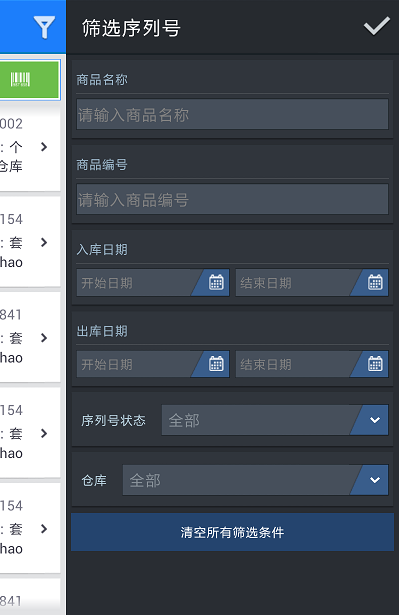 筛选序列号
商品名称
请输入商品名称
商品编号
请输入商品编号
入库日期
开始日期 结束日期
出库日期
开始日期 结束日期
序列号状态 全部
仓库 全部
清空所有筛选条件
002
: 个
仓库
154
: 套
hao
841
: 套
hao
154
: 套
hao
154
: 套
hao
841